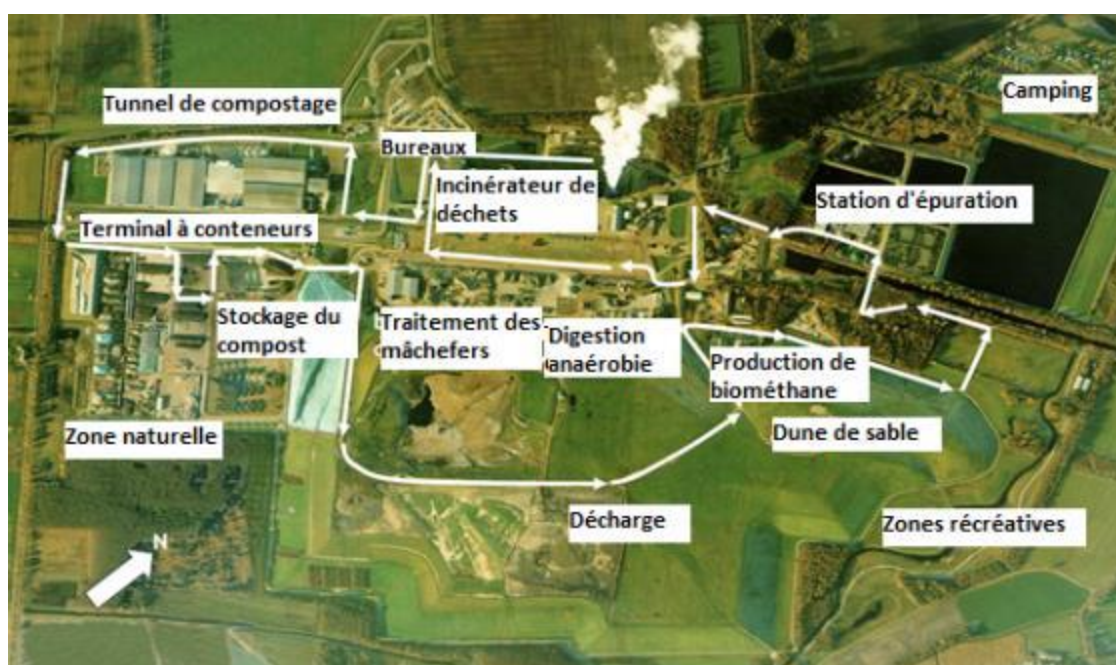 Camping
Tunnel de compostage
Bureaux
Incinérateur de
déchets
Station d'épuration
Terminal à conteneurs
Stockage du
compost
Traitement des
mâchefers
Digestion
anaérobie
Production de
biométhane
Zone naturelle
Dune de sable
Décharge
Zones récréatives
N